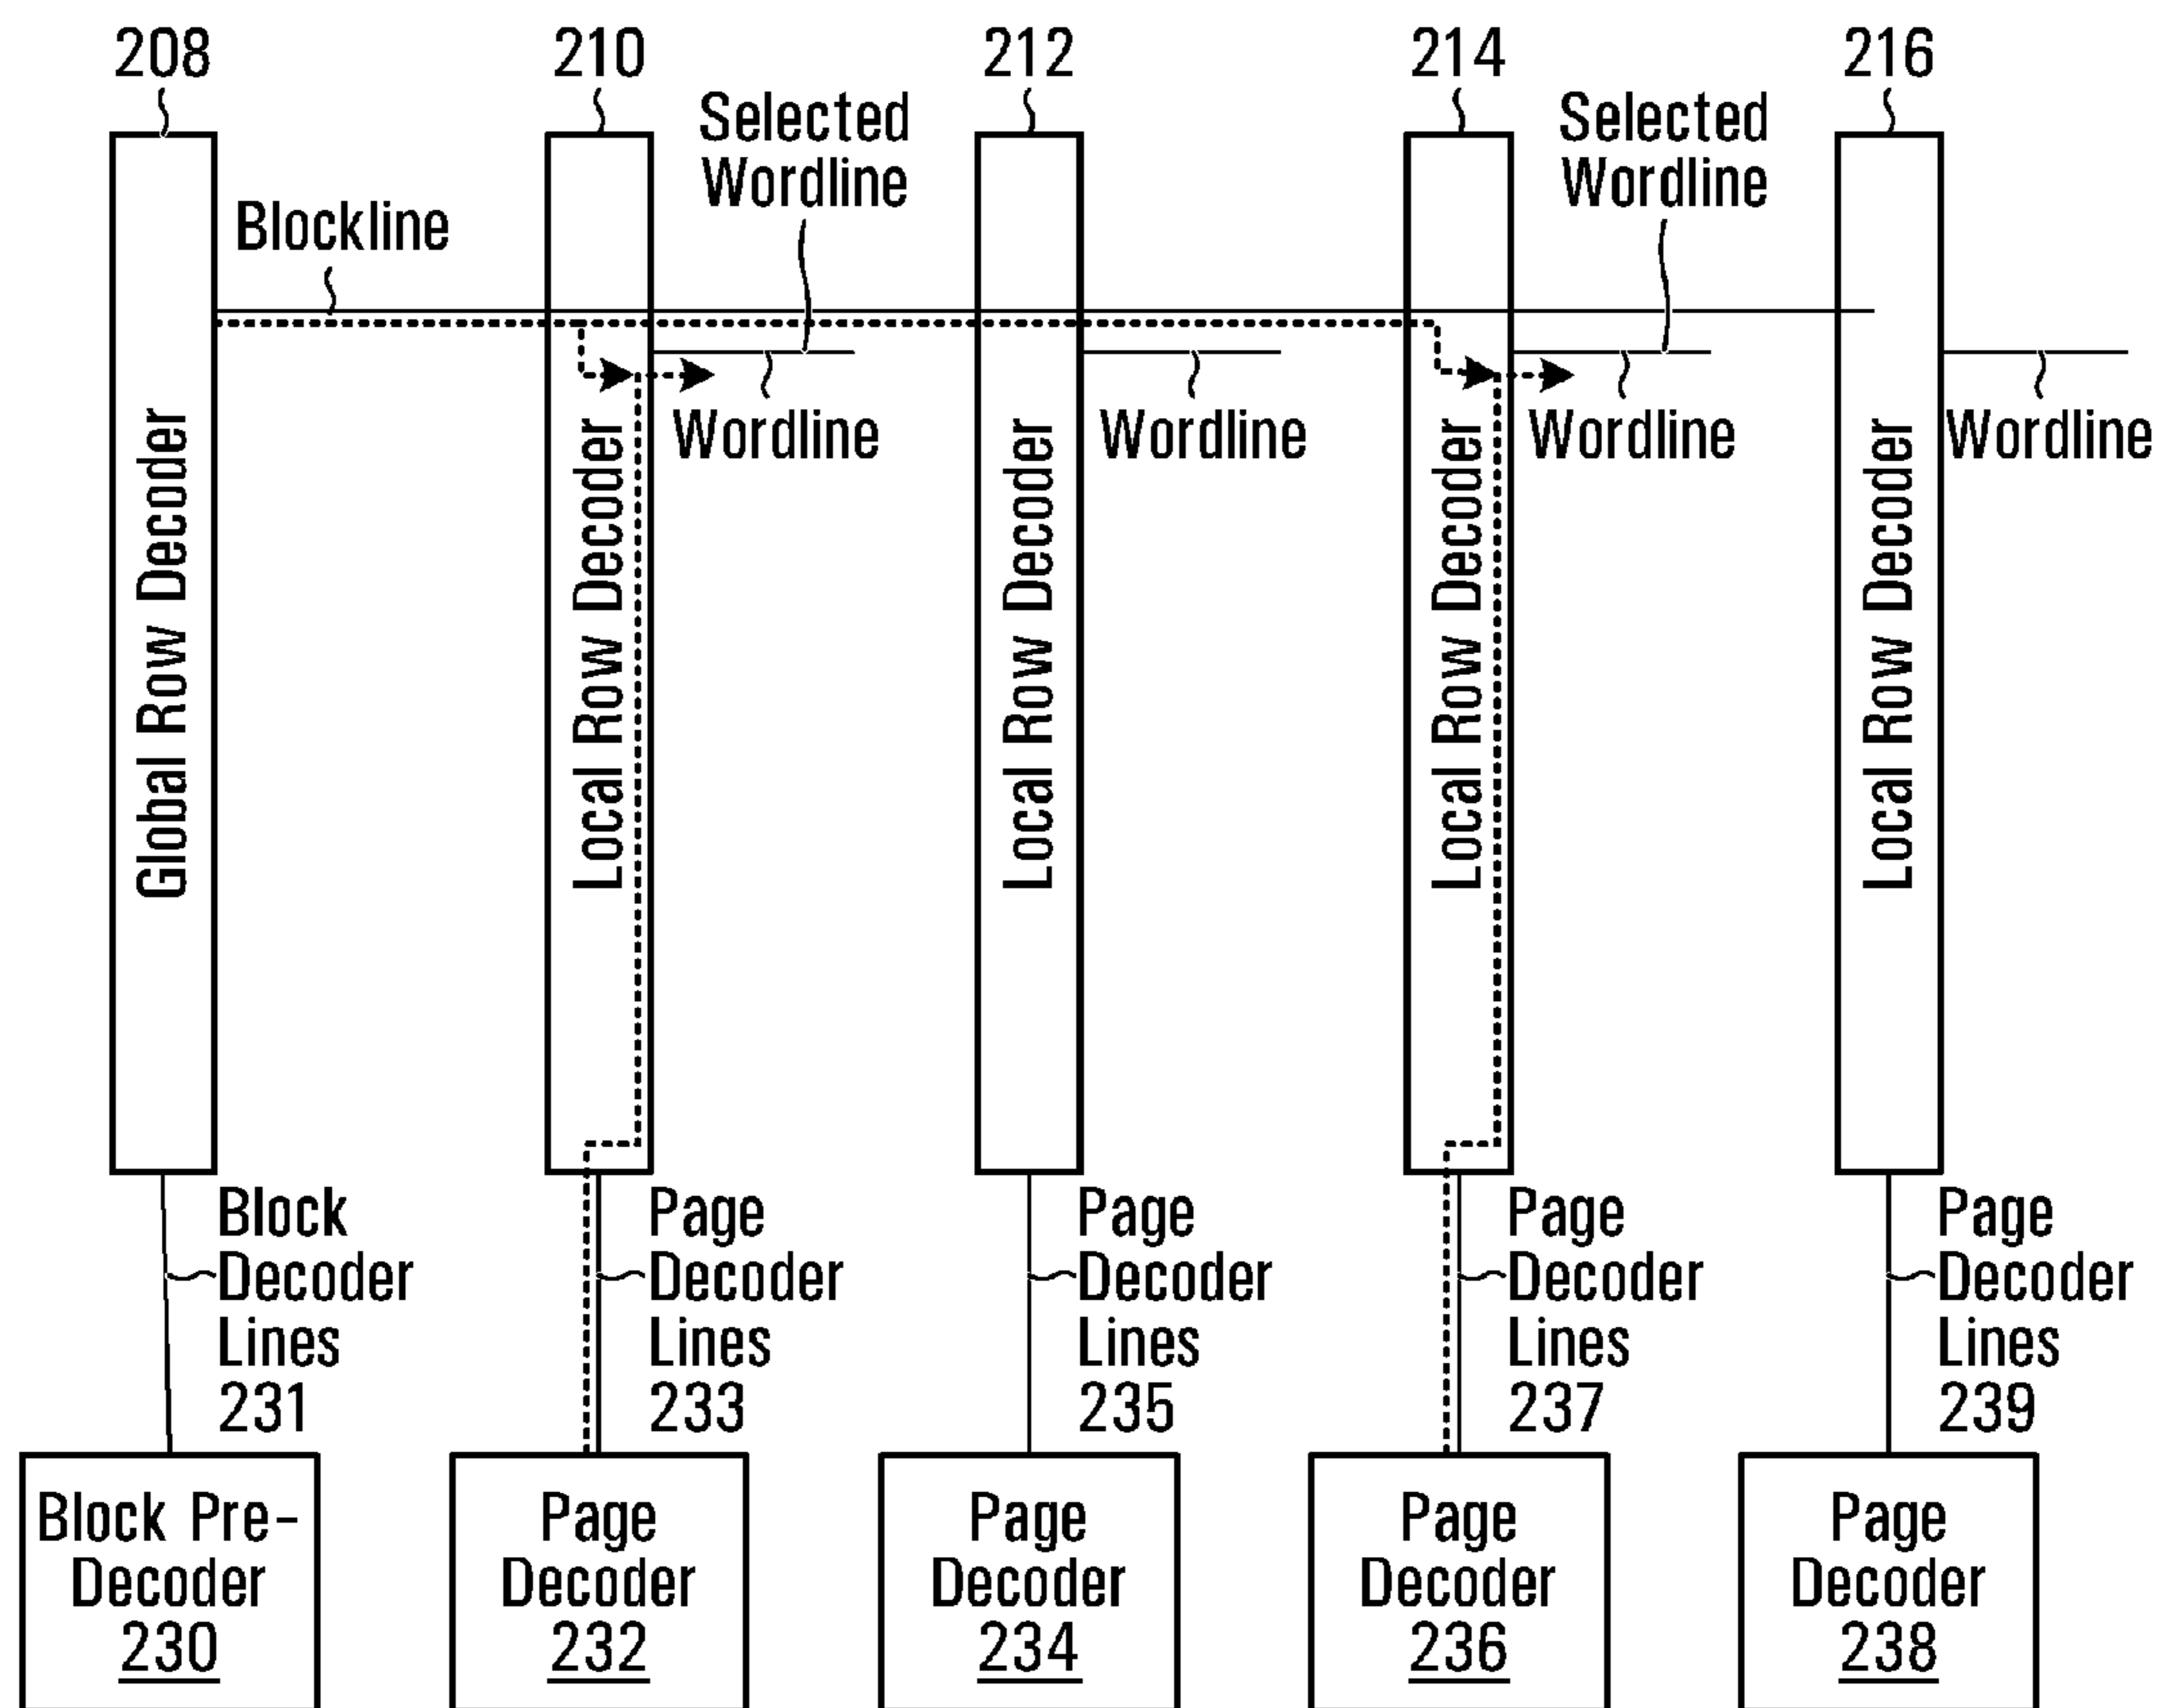 208
210
212
214
216
Selected
Wordline
Selected
Wordline
Blockline
Wordline
Wordline
Wordline
Wordline
Global Row Decoder
Local Row Decoder
Local Row Decoder
Local Row Decoder
Local Row Decoder
Block
Decoder
Lines
231
Page
Decoder
Lines
233
Page
Decoder
Lines
235
Page
Decoder
Lines
237
Page
Decoder
Lines
239
Block Pre-
Decoder
230
Page
Decoder
232
Page
Decoder
234
Page
Decoder
236
Page
Decoder
238